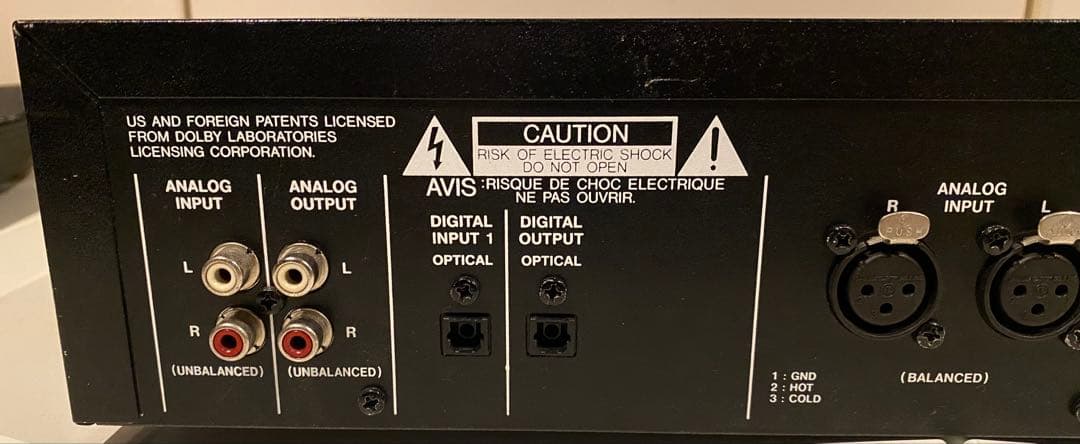 US AND FOREIGN PATENTS LICENSED
FROM DOLBY LABORATORIES
LICENSING CORPORATION.
CAUTION
RISK OF ELECTRIC SHOCK
DO NOT OPEN
AVIS :RISQUE DE CHOC ELECTRIQUE
NE PAS OUVRIR.
ANALOG
INPUT
L
R
(UNBALANCED)
ANALOG
OUTPUT
L
R
(UNBALANCED)
DIGITAL
INPUT 1
OPTICAL
DIGITAL
OUTPUT
OPTICAL
ANALOG
INPUT
R
L
PUSH
(BALANCED)
1 : GND
2 : HOT
3 : COLD